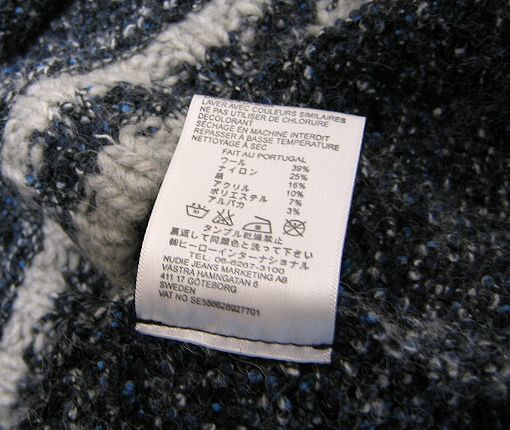 LAVER AVEC COULEURS SIMILAIRES
NE PAS UTILISER DE CHLORURE
DÉCOLORANT
SÉCHAGE EN MACHINE INTERDIT
REPASSER À BASSE TEMPERATURE
NETTOYAGE À SEC
FAIT AU PORTUGAL
ウール 39%
ナイロン 25%
綿 16%
アクリル 10%
ポリエステル 7%
アルパカ 3%
タンブル乾燥禁止
裏返して同類色と洗って下さい
㈱ヒーローインターナショナル
TEL. 06-6267-3100
NUDIE JEANS MARKETING AB
VÄSTRA HAMNGATAN 6
411 17 GÖTEBORG
SWEDEN
VAT NO SE556628927701